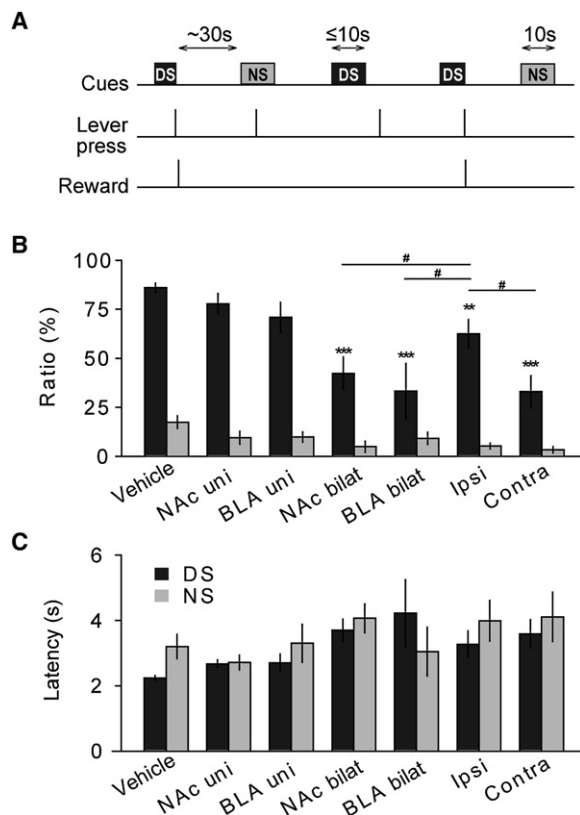 A
~30s ≤10s 10s
Cues DS NS DS DS NS
Lever
press
Reward
B
#
#
#
100
75
50
25
0
Ratio (%)
*** *** ** ***
Vehicle NAc uni BLA uni NAc bilat BLA bilat Ipsi Contra
C
6
4
2
0
Latency (s)
DS
NS
Vehicle NAc uni BLA uni NAc bilat BLA bilat Ipsi Contra